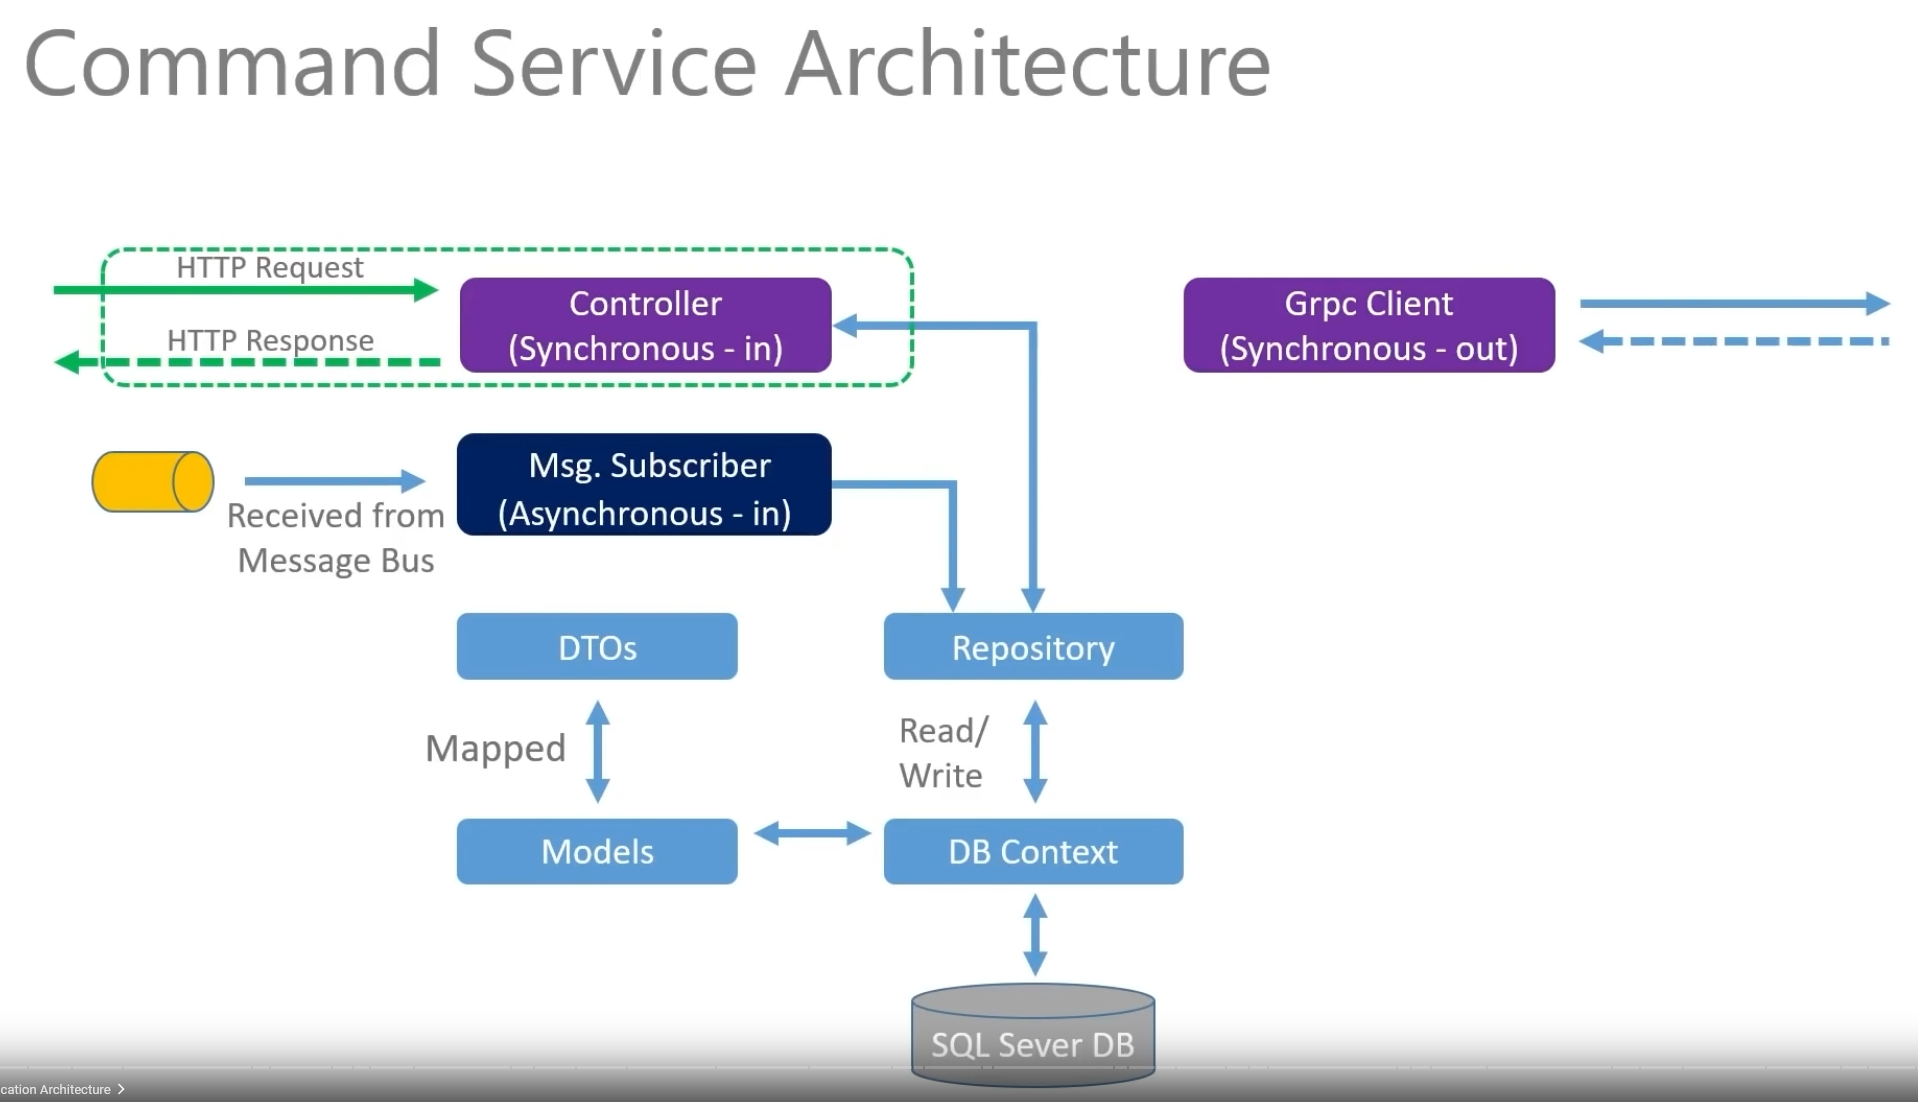 Command Service Architecture
HTTP Request
HTTP Response
Controller
(Synchronous - in)
Grpc Client
(Synchronous - out)
Received from
Message Bus
Msg. Subscriber
(Asynchronous - in)
DTOs
Repository
Mapped
Read/
Write
Models
DB Context
SQL Sever DB
cation Architecture